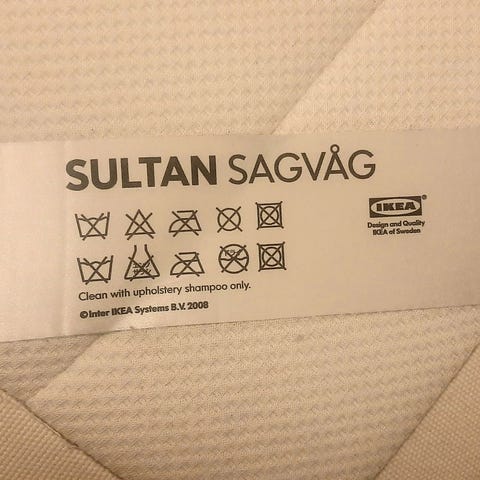 SULTAN SAGVÅG
IKEA®
Design and Quality
IKEA of Sweden
Clean with upholstery shampoo only.
©Inter IKEA Systems B.V. 2008